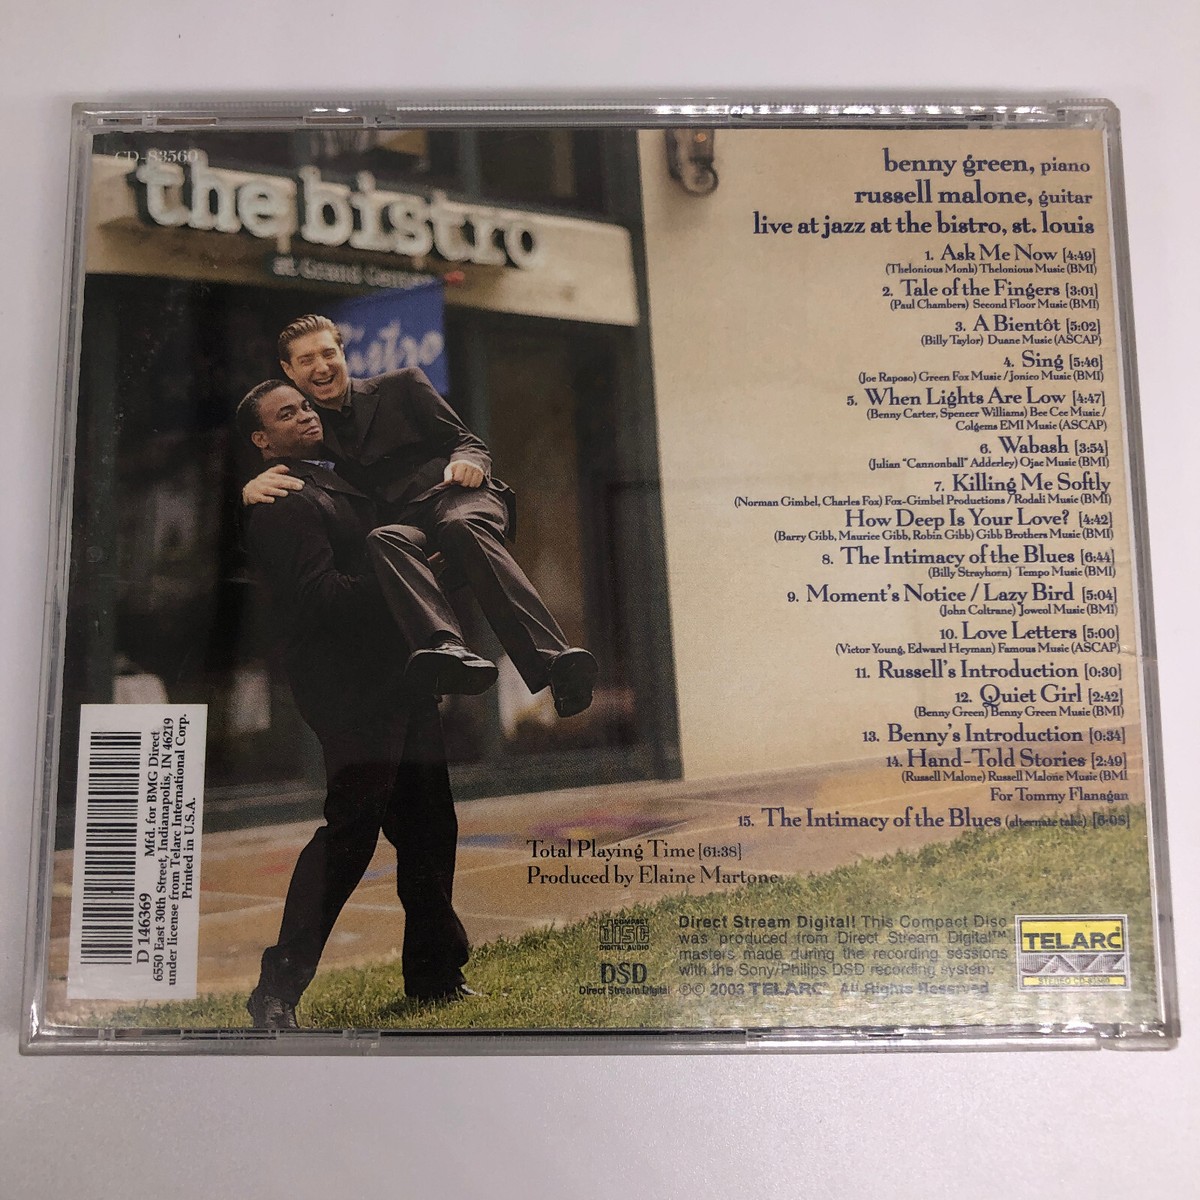 CD-83560
the bistro
at Grand Center
Bistro
benny green, piano
russell malone, guitar
live at jazz at the bistro, st. louis
1. Ask Me Now [4:49]
(Thelonious Monk) Thelonious Music (BMI)
2. Tale of the Fingers [3:01]
(Paul Chambers) Second Floor Music (BMI)
3. A Bientôt [5:02]
(Billy Taylor) Duane Music (ASCAP)
4. Sing [5:46]
(Joe Raposo) Green Fox Music / Jonico Music (BMI)
5. When Lights Are Low [4:47]
(Benny Carter, Spencer Williams) Bee Cee Music /
Colgems EMI Music (ASCAP)
6. Wabash [3:54]
(Julian "Cannonball" Adderley) Ojac Music (BMI)
7. Killing Me Softly
(Norman Gimbel, Charles Fox) Fox-Gimbel Productions / Rodali Music (BMI)
How Deep Is Your Love? [4:42]
(Barry Gibb, Maurice Gibb, Robin Gibb) Gibb Brothers Music (BMI)
8. The Intimacy of the Blues [6:44]
(Billy Strayhorn) Tempo Music (BMI)
9. Moment's Notice / Lazy Bird [5:04]
(John Coltrane) Jowcol Music (BMI)
10. Love Letters [5:00]
(Victor Young, Edward Heyman) Famous Music (ASCAP)
11. Russell's Introduction [0:30]
12. Quiet Girl [2:42]
(Benny Green) Benny Green Music (BMI)
13. Benny's Introduction [0:34]
14. Hand-Told Stories [2:49]
(Russell Malone) Russell Malone Music (BMI
For Tommy Flanagan
15. The Intimacy of the Blues (alternate take) [6:08]
Total Playing Time [61:38]
Produced by Elaine Martone
D 146369
Mfd. for BMG Direct
6550 East 30th Street, Indianapolis, IN 46219
under license from Telarc International Corp.
Printed in U.S.A.
COMPACT
disc
DIGITAL AUDIO
DSD
Direct Stream Digital
Direct Stream Digital! This Compact Disc
was produced from Direct Stream Digital™
masters made during the recording sessions
with the Sony/Philips DSD recording system.
℗© 2003 TELARC® All Rights Reserved
TELARC
JAZZ
STEREO CD-83560